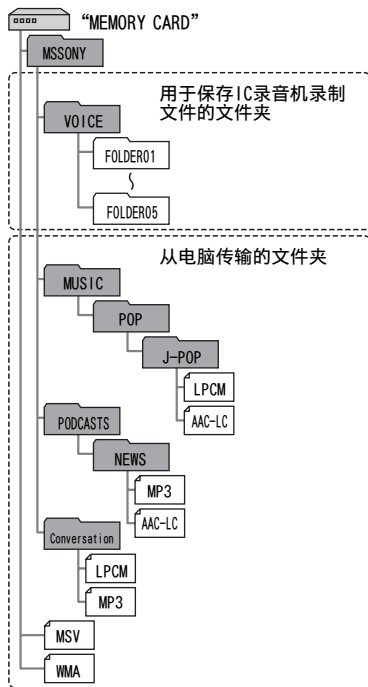 “MEMORY CARD”
MSSONY
用于保存IC录音机录制
文件的文件夹
VOICE
FOLDER01
FOLDER05
从电脑传输的文件夹
MUSIC
POP
J-POP
LPCM
AAC-LC
PODCASTS
NEWS
MP3
AAC-LC
Conversation
LPCM
MP3
MSV
WMA